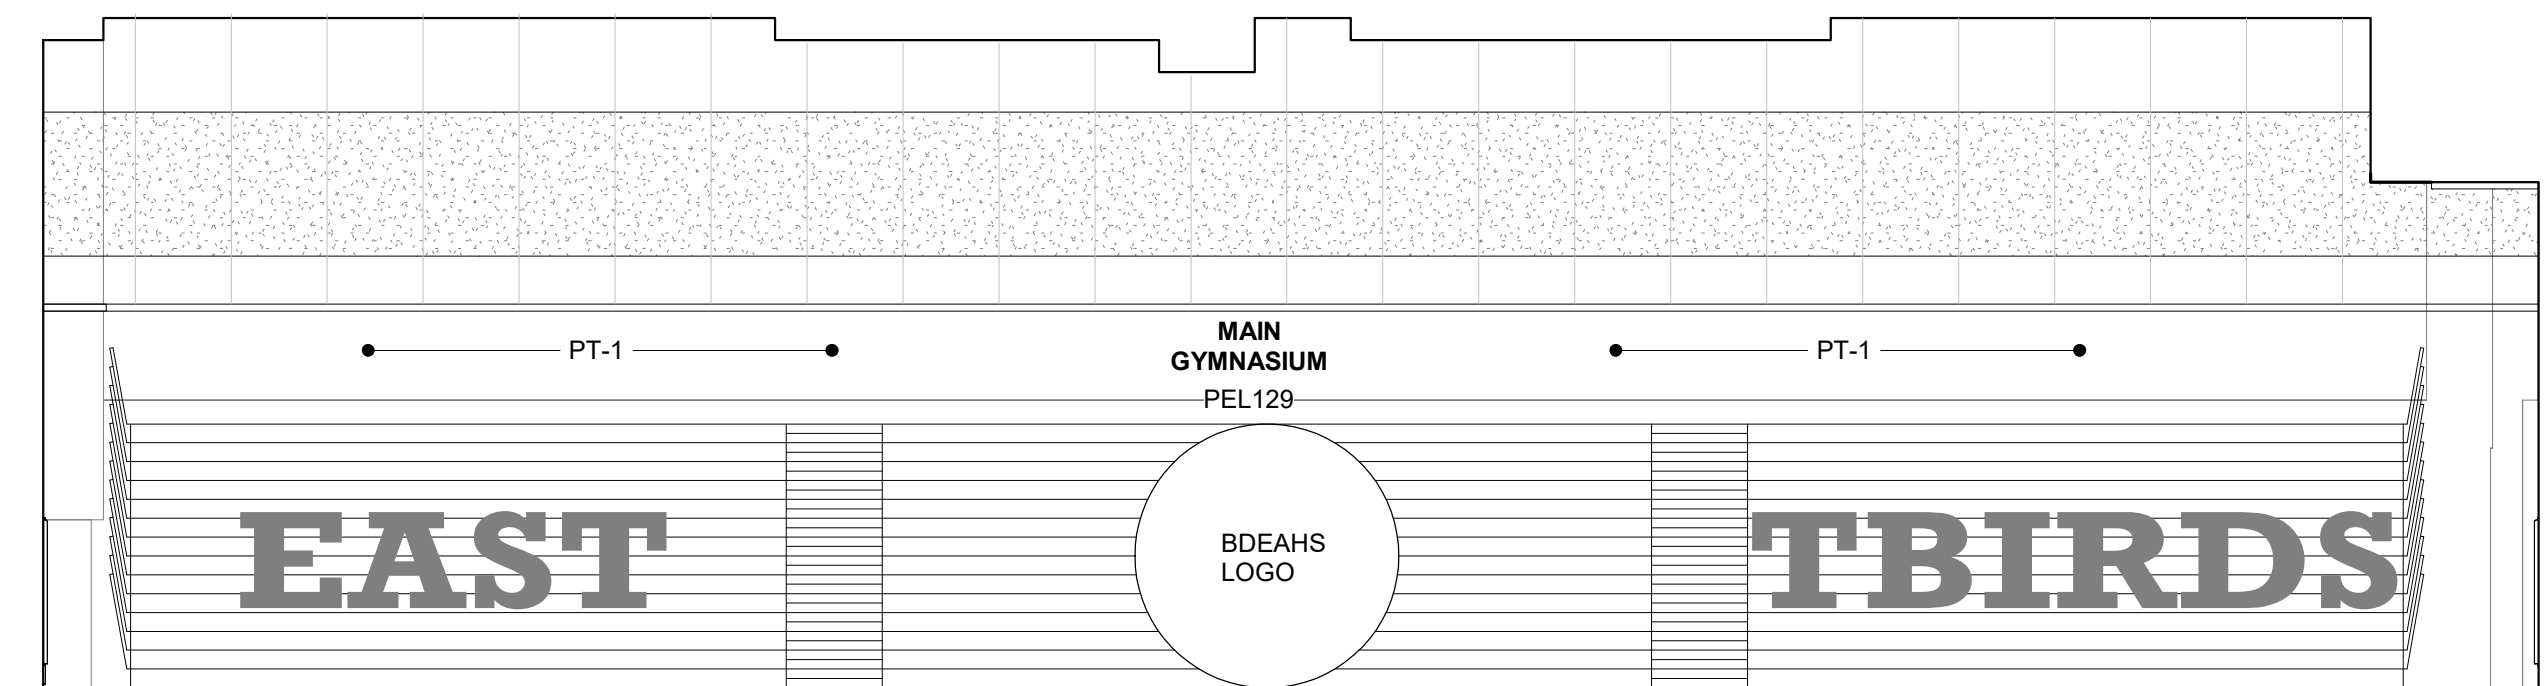 MAIN
GYMNASIUM
PT-1
PT-1
PEL129
EAST
BDEAHS
LOGO
TBIRDS